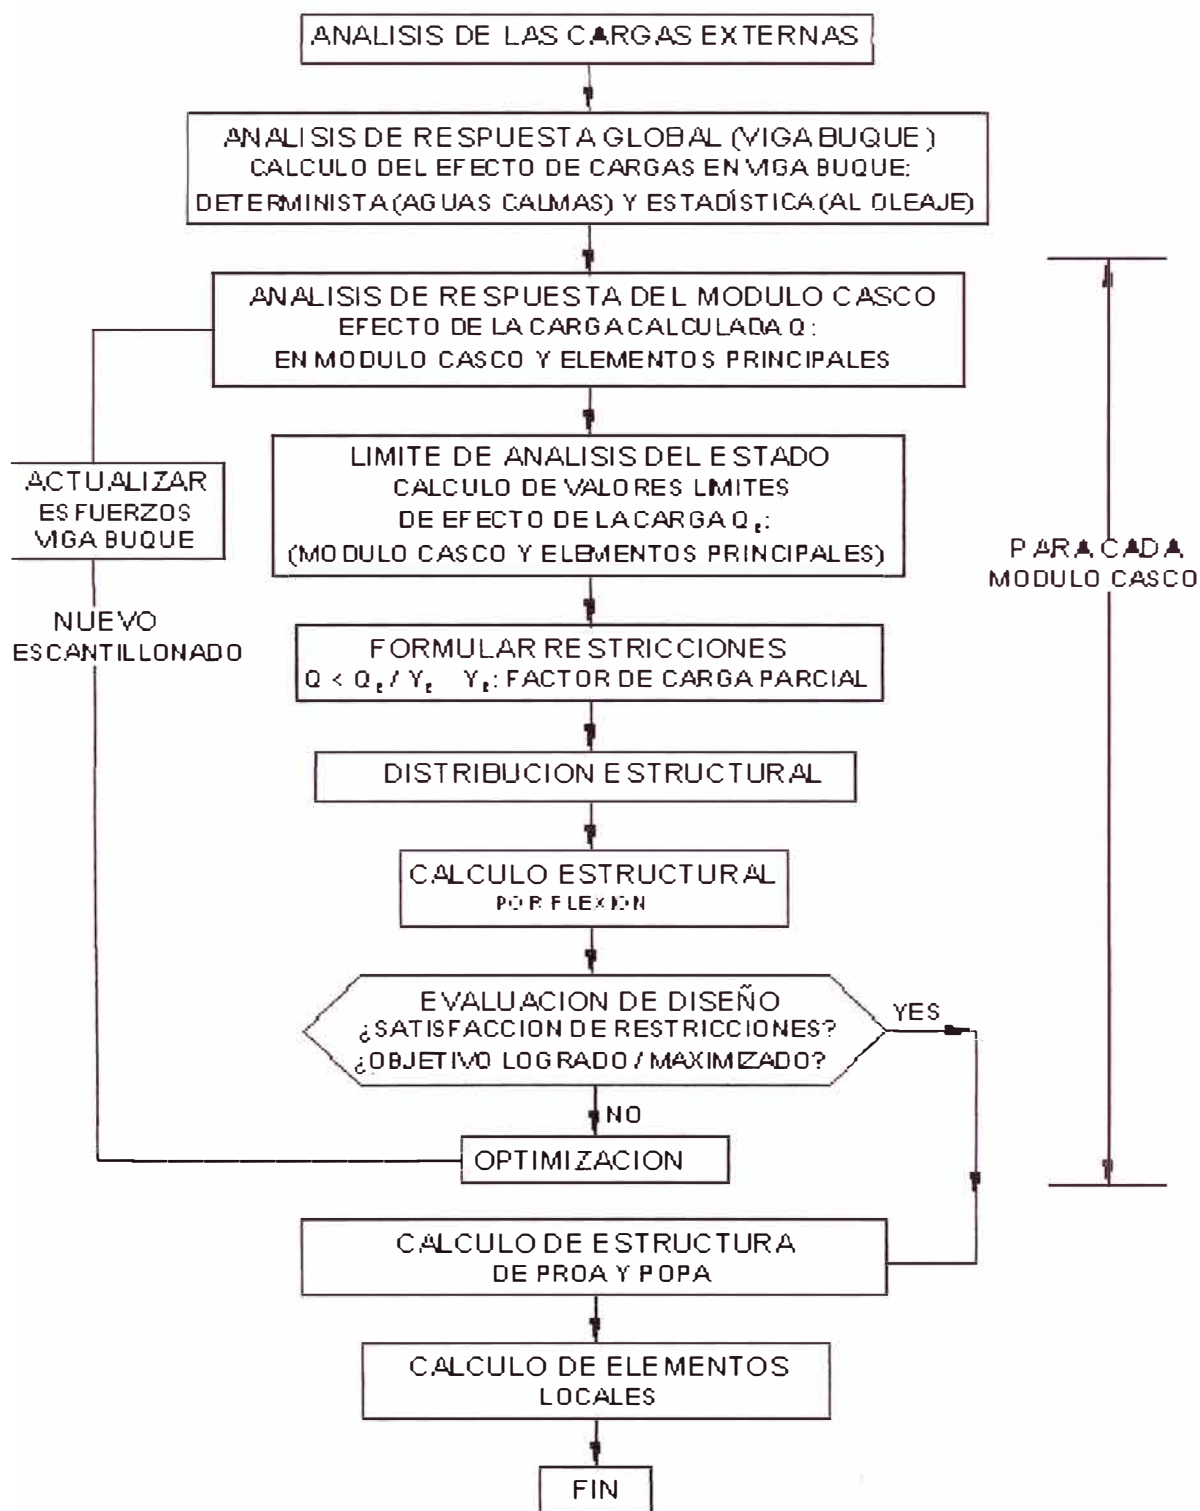 ANALISIS DE LAS CARGAS EXTERNAS
ANALISIS DE RESPUESTA GLOBAL (VIGA BUQUE)
CALCULO DEL EFECTO DE CARGAS EN VIGA BUQUE:
DETERMINISTA (AGUAS CALMAS) Y ESTADÍSTICA (AL OLEAJE)
ANALISIS DE RESPUESTA DEL MODULO CASCO
EFECTO DE LA CARGA CALCULADA Q:
EN MODULO CASCO Y ELEMENTOS PRINCIPALES
LIMITE DE ANALISIS DEL ESTADO
CALCULO DE VALORES LIMITES
DE EFECTO DE LA CARGA Q
(MODULO CASCO Y ELEMENTOS PRINCIPALES)
ACTUALIZAR
ESFUERZOS
VIGA BUQUE
PARA CADA
MODULO CASCO
NUEVO
ESCANTILLONADO
FORMULAR RESTRICCIONES
Q < Q / Y Y : FACTOR DE CARGA PARCIAL
DISTRIBUCION ESTRUCTURAL
CALCULO ESTRUCTURAL
POR FLEXION
EVALUACION DE DISEÑO
¿SATISFACCION DE RESTRICCIONES?
¿OBJETIVO LOGRADO / MAXIMIZADO?
YES
NO
OPTIMIZACION
CALCULO DE ESTRUCTURA
DE PROA Y POPA
CALCULO DE ELEMENTOS
LOCALES
FIN